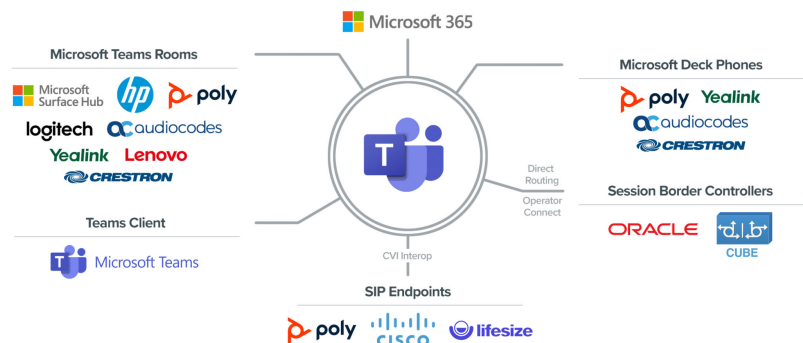 Microsoft 365
Microsoft Teams Rooms
Microsoft
Surface Hub
hp
poly
logitech
audiocodes
Yealink
Lenovo
CRESTRON
Teams Client
T
Microsoft Teams
T
CVI Interop
SIP Endpoints
poly
CISCO
lifesize
Microsoft Deck Phones
poly
Yealink
audiocodes
CRESTRON
Direct
Routing
Operator
Connect
Session Border Controllers
ORACLE
CUBE